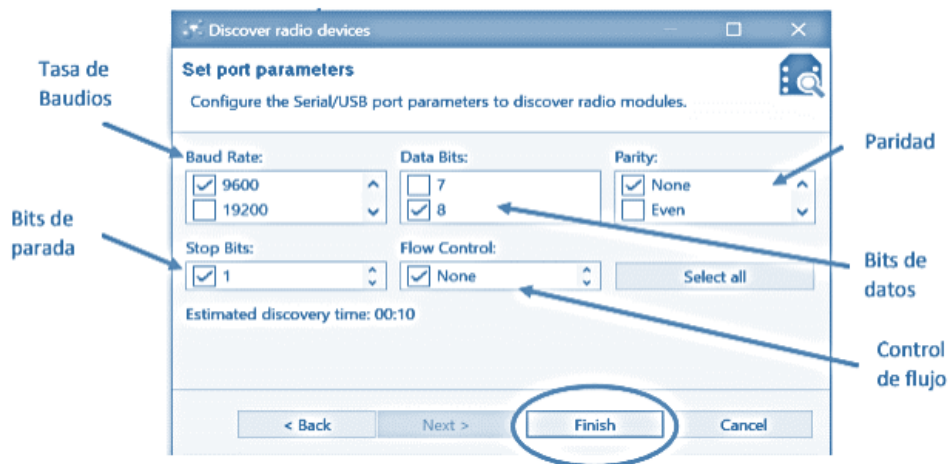 Discover radio devices
Set port parameters
Configure the Serial/USB port parameters to discover radio modules.
Tasa de
Baudios
Baud Rate:
9600
19200
Data Bits:
7
8
Parity:
None
Even
Paridad
Bits de
parada
Stop Bits:
1
Flow Control:
None
Select all
Bits de
datos
Estimated discovery time: 00:10
Control
de flujo
< Back
Next >
Finish
Cancel